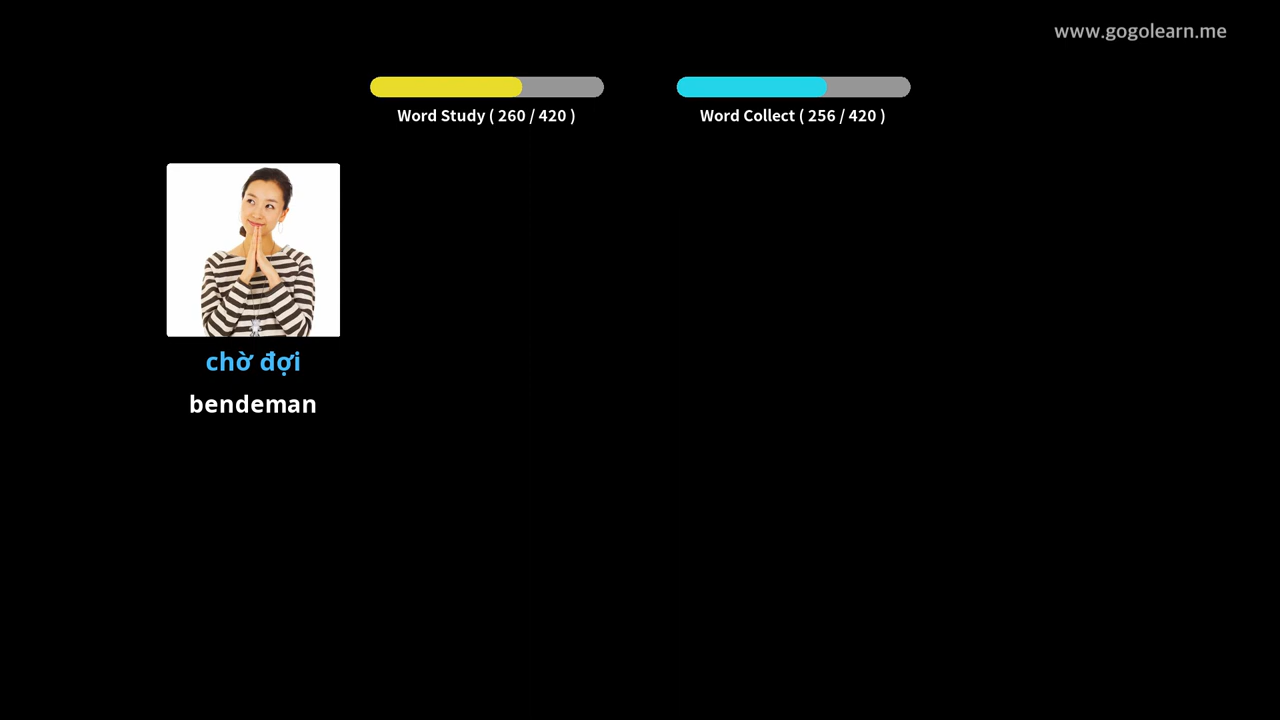 www.gogolearn.me
Word Study ( 260 / 420 )
Word Collect ( 256 / 420 )
chờ đợi
bendeman